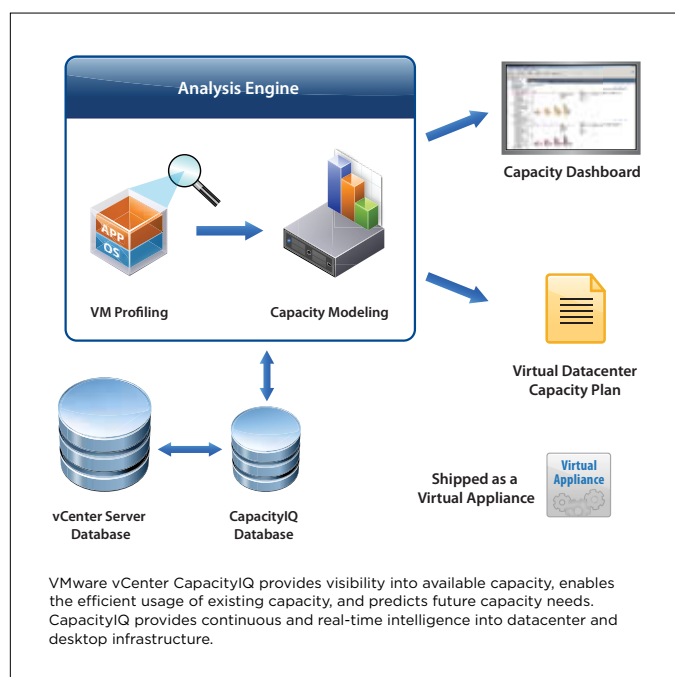 Analysis Engine
APP
OS
VM Profiling
Capacity Modeling
Capacity Dashboard
Virtual Datacenter
Capacity Plan
vCenter Server
Database
CapacityIQ
Database
Shipped as a
Virtual Appliance
Virtual
Appliance
VMware vCenter CapacityIQ provides visibility into available capacity, enables
the efficient usage of existing capacity, and predicts future capacity needs.
CapacityIQ provides continuous and real-time intelligence into datacenter and
desktop infrastructure.